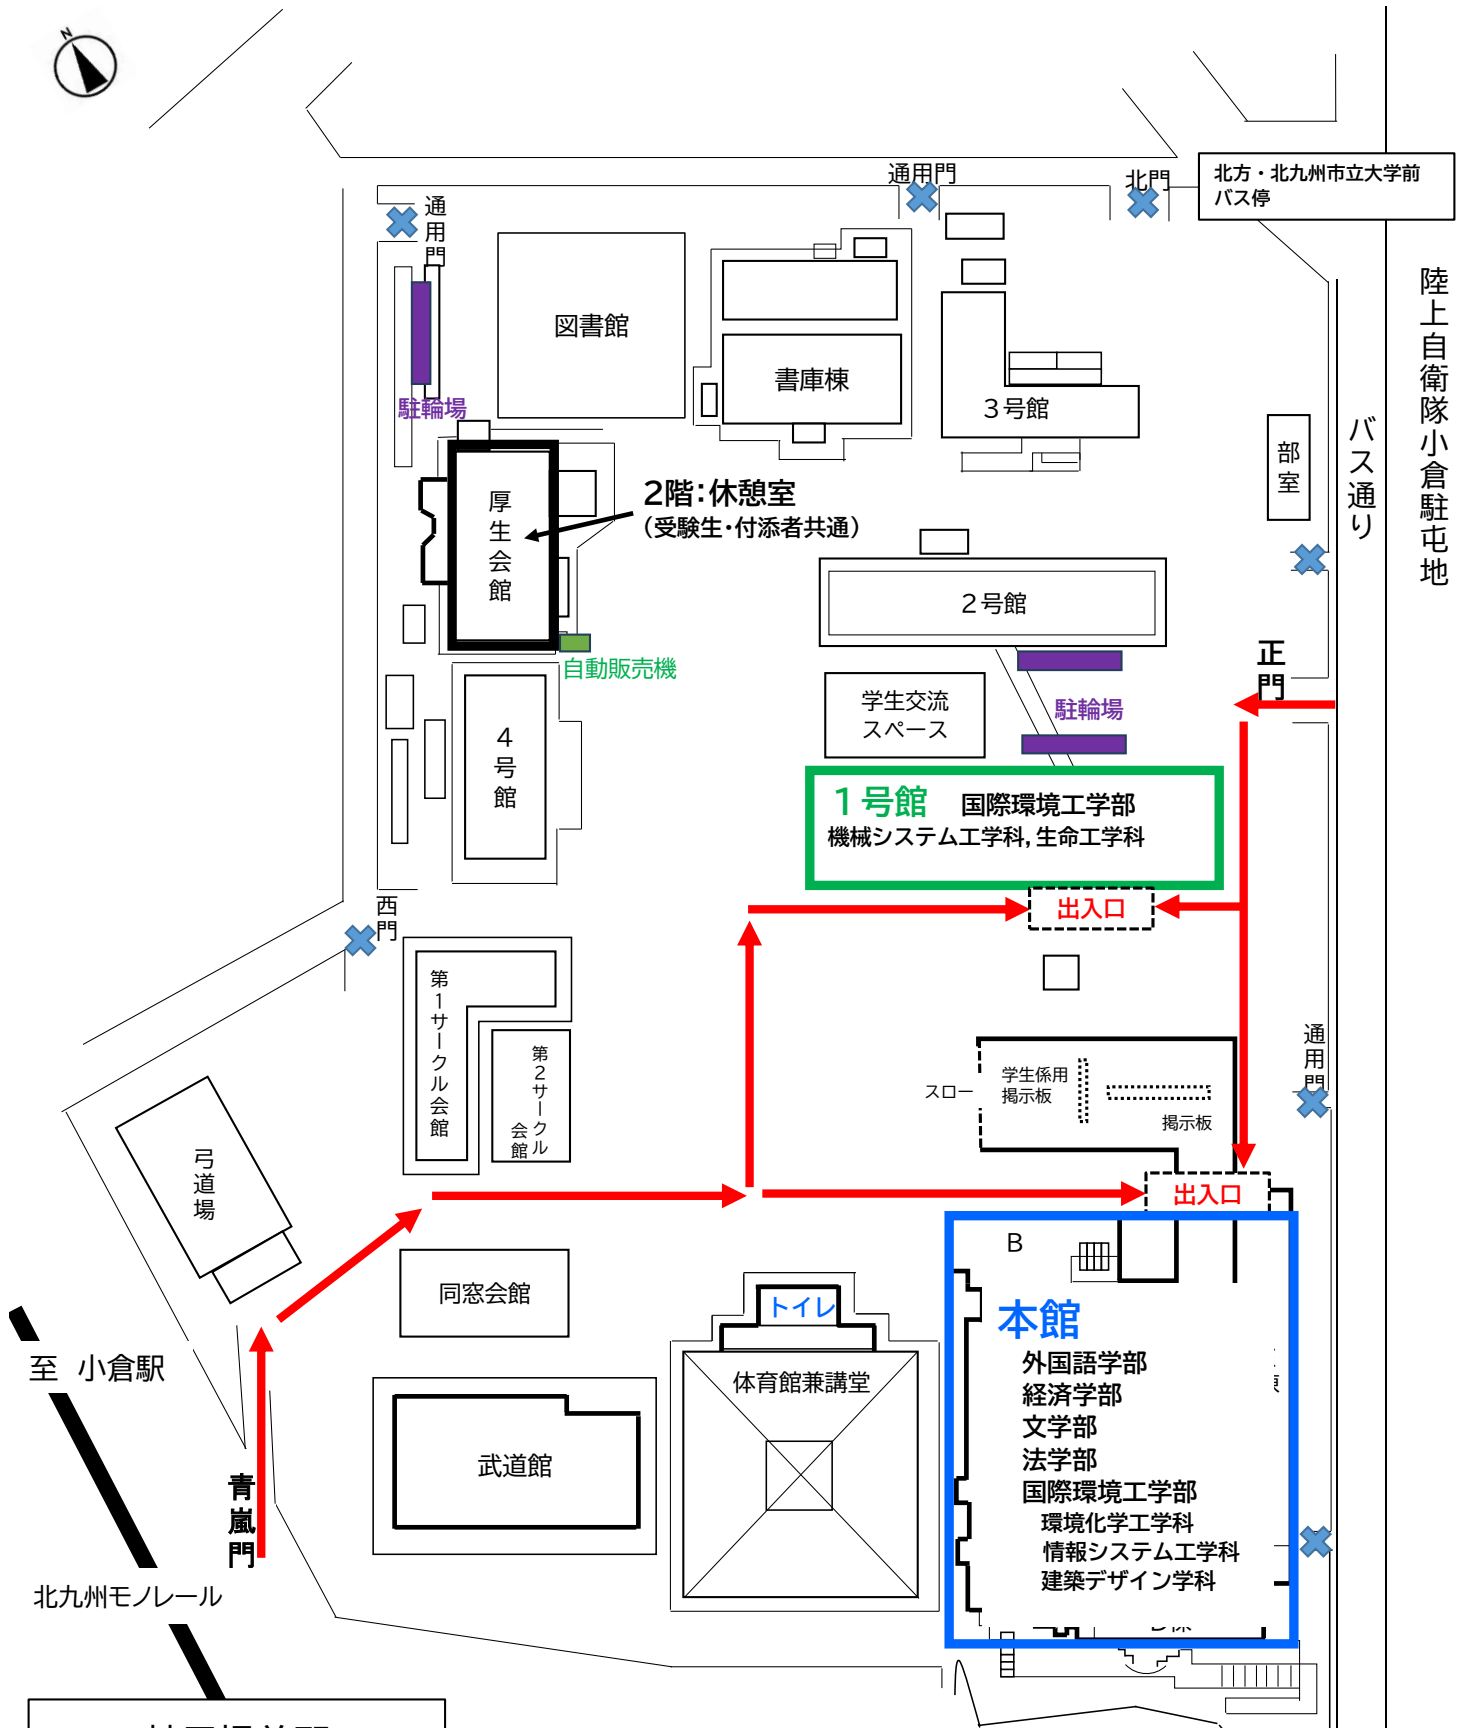 N
通用門
通用門
北門
北方・北九州市立大学前
バス停
陸上自衛隊小倉駐屯地
バス通り
図書館
書庫棟
3号館
部室
駐輪場
厚生会館
2階:休憩室
(受験生・付添者共通)
2号館
自動販売機
正門
学生交流
スペース
駐輪場
4号館
1号館 国際環境工学部
機械システム工学科,生命工学科
出入口
西門
第1サークル会館
第2サークル
会館
通用門
スロー
学生係用
掲示板
掲示板
弓道場
出入口
B
同窓会館
トイレ
本館
外国語学部
経済学部
文学部
法学部
国際環境工学部
環境化学工学科
情報システム工学科
建築デザイン学科
至 小倉駅
体育館兼講堂
武道館
青嵐門
北九州モノレール